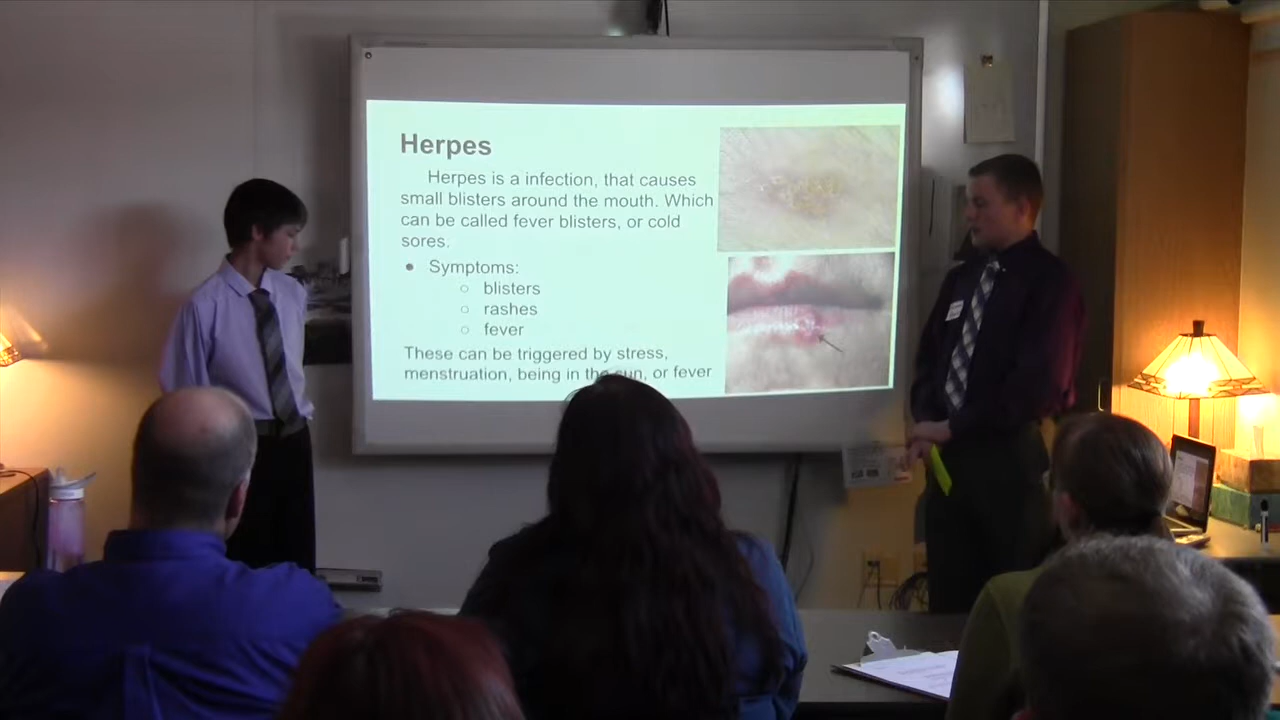 Herpes
Herpes is a infection, that causes
small blisters around the mouth. Which
can be called fever blisters, or cold
sores.
• Symptoms:
○ blisters
○ rashes
○ fever
These can be triggered by stress,
menstruation, being in the sun, or fever